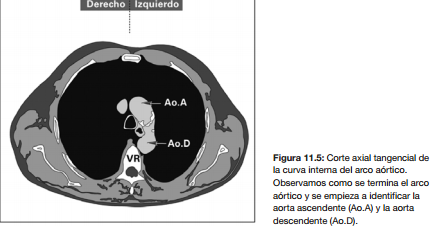 Derecho Izquierdo
Ao.A
Ao.D
VR
Figura 11.5: Corte axial tangencial de
la curva interna del arco aórtico.
Observamos como se termina el arco
aórtico y se empieza a identificar la
aorta ascendente (Ao.A) y la aorta
descendente (Ao.D).